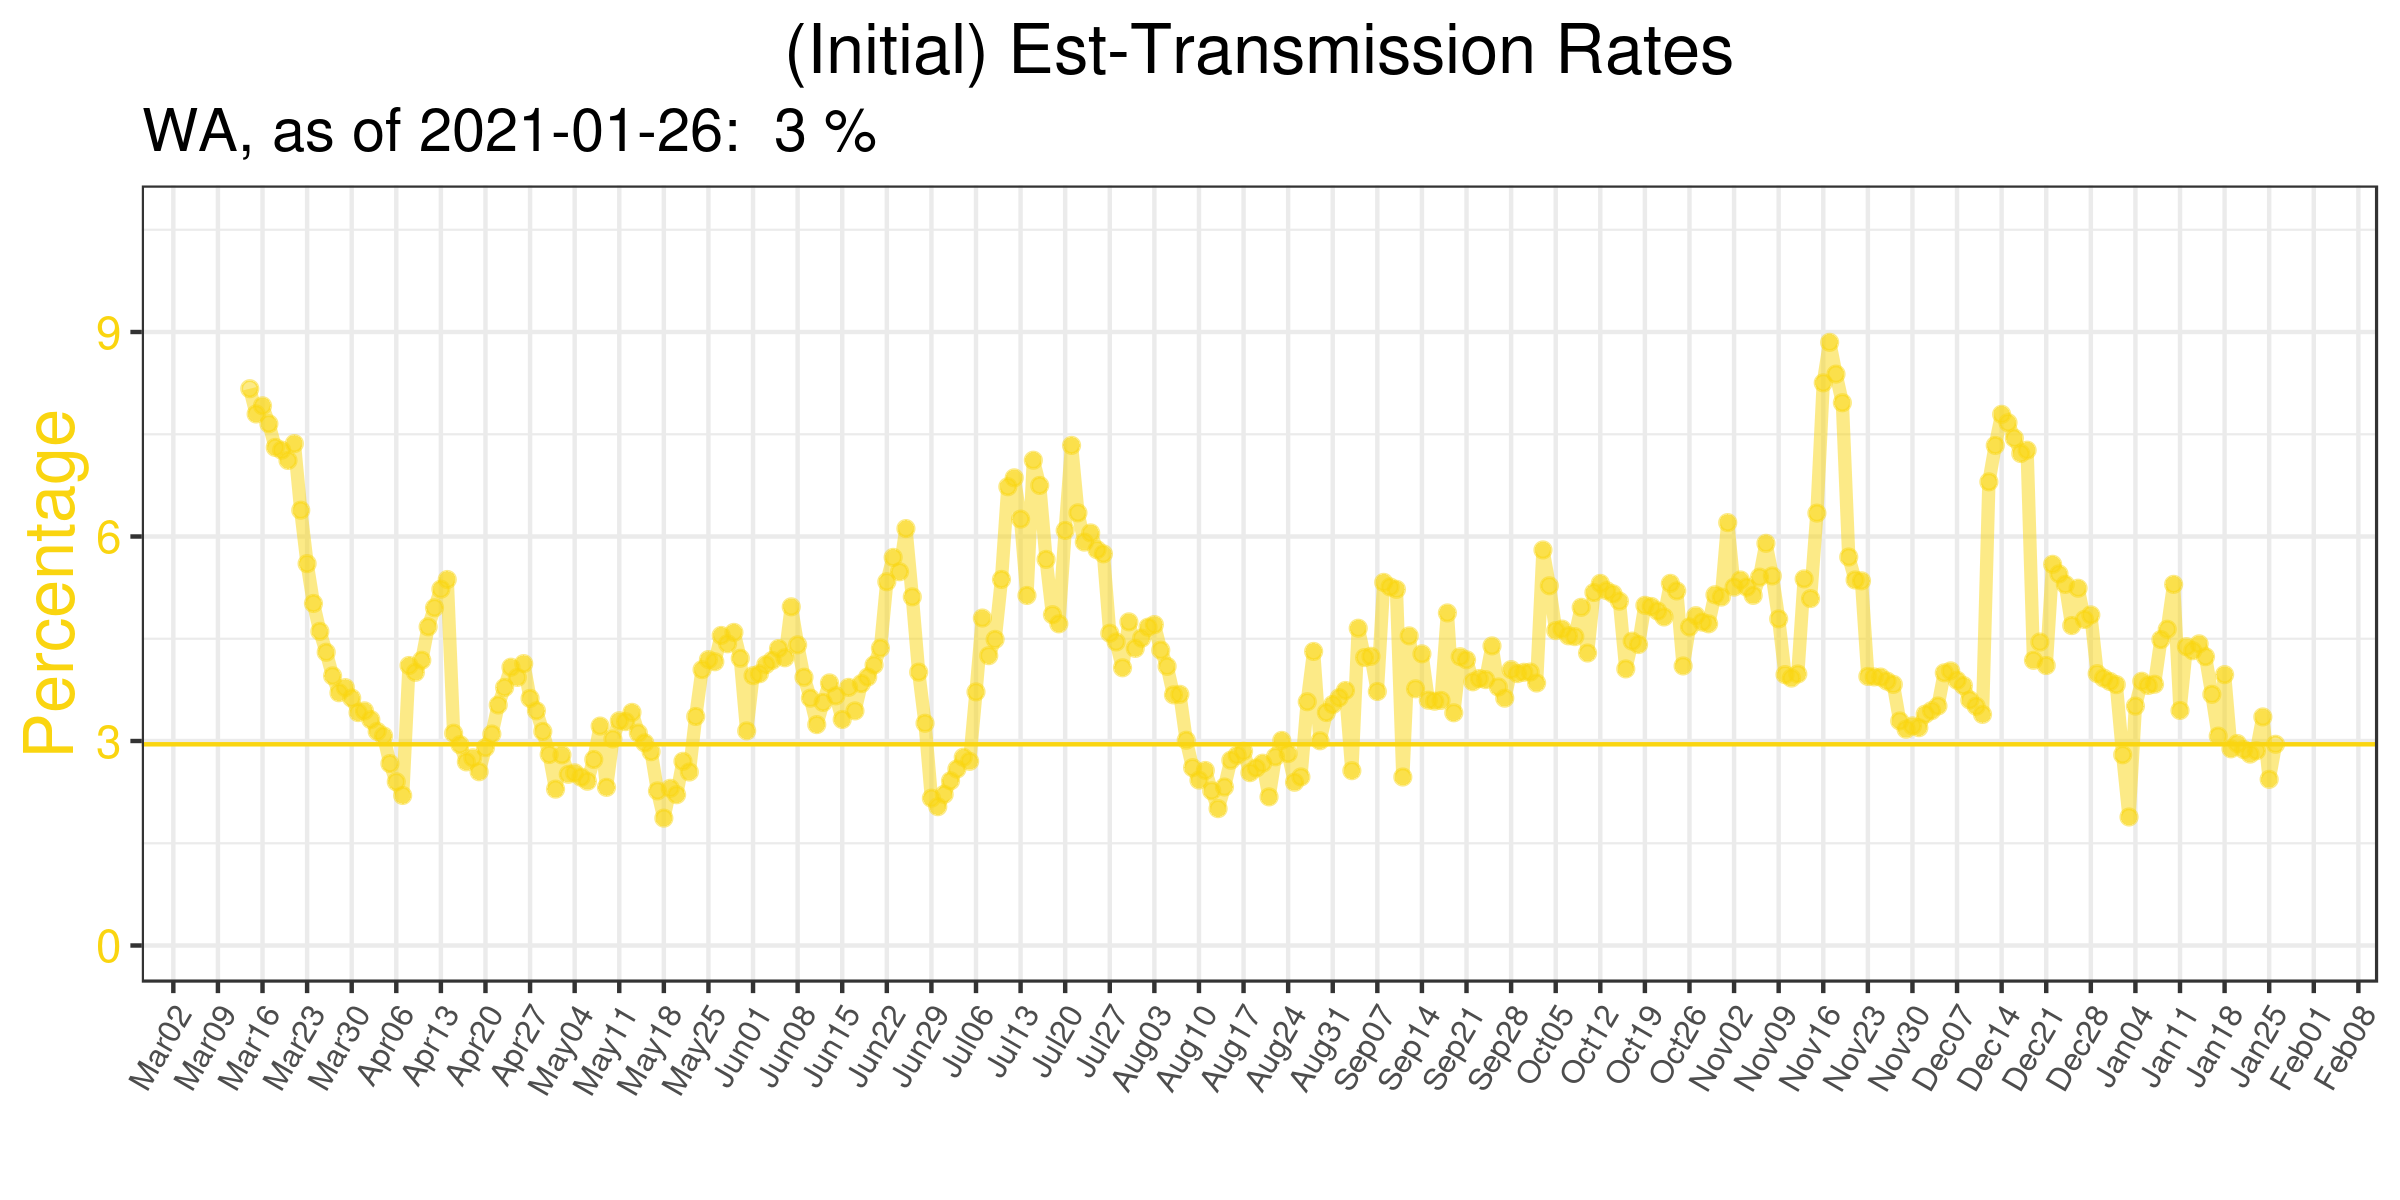 (Initial) Est-Transmission Rates
WA, as of 2021-01-26:  3 %
Percentage
9
6
3
0
Mar02
Mar09
Mar16
Mar23
Mar30
Apr06
Apr13
Apr20
Apr27
May04
May11
May18
May25
Jun01
Jun08
Jun15
Jun22
Jun29
Jul06
Jul13
Jul20
Jul27
Aug03
Aug10
Aug17
Aug24
Aug31
Sep07
Sep14
Sep21
Sep28
Oct05
Oct12
Oct19
Oct26
Nov02
Nov09
Nov16
Nov23
Nov30
Dec07
Dec14
Dec21
Dec28
Jan04
Jan11
Jan18
Jan25
Feb01
Feb08